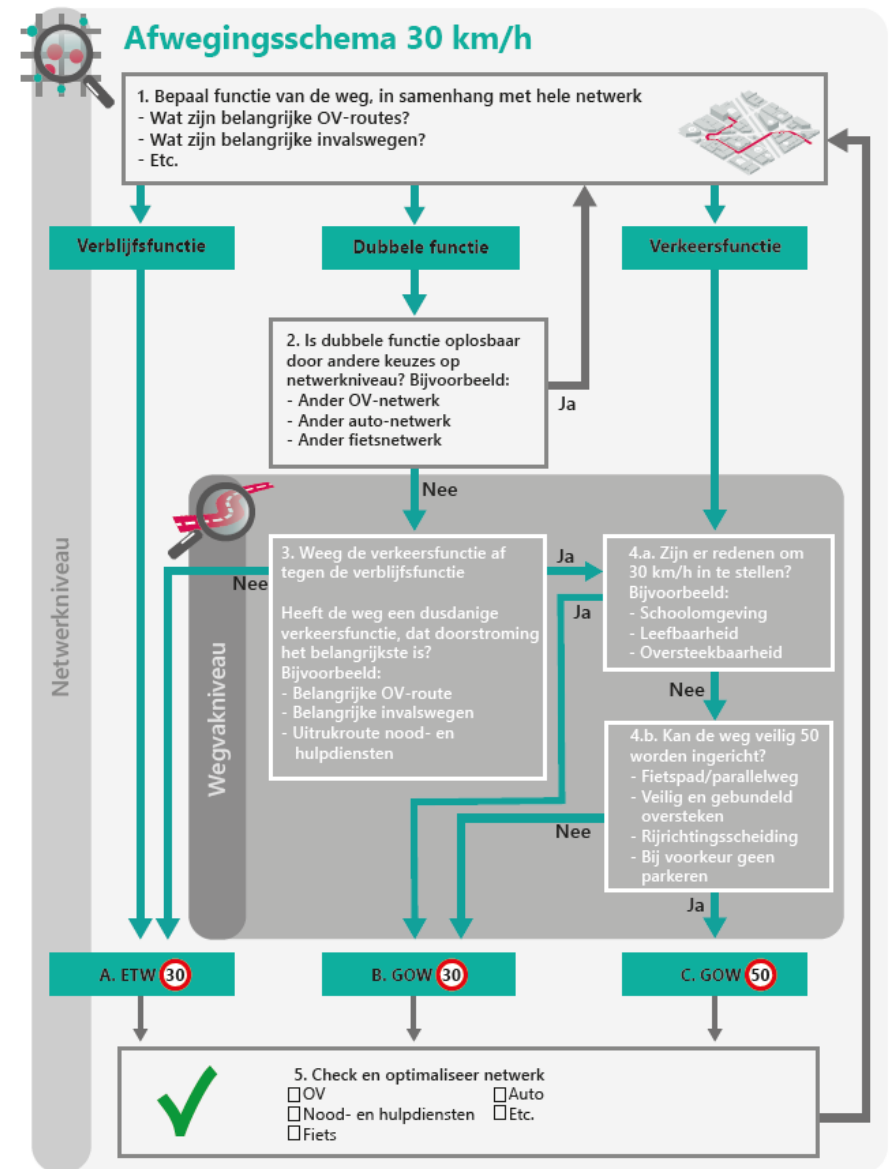 Afwegingsschema 30 km/h
1. Bepaal functie van de weg, in samenhang met hele netwerk
- Wat zijn belangrijke OV-routes?
- Wat zijn belangrijke invalswegen?
- Etc.
Verblijfsfunctie
Dubbele functie
Verkeersfunctie
2. Is dubbele functie oplosbaar
door andere keuzes op
netwerkniveau? Bijvoorbeeld:
- Ander OV-netwerk
- Ander auto-netwerk
- Ander fietsnetwerk
Ja
Nee
Netwerkniveau
Wegvakniveau
3. Weeg de verkeersfunctie af
tegen de verblijfsfunctie
Heeft de weg een dusdanige
verkeersfunctie, dat doorstroming
het belangrijkste is?
Bijvoorbeeld:
- Belangrijke OV-route
- Belangrijke invalswegen
- Uitrukroute nood- en
hulpdiensten
Nee
Ja
4.a. Zijn er redenen om
30 km/h in te stellen?
Bijvoorbeeld:
- Schoolomgeving
- Leefbaarheid
- Oversteekbaarheid
Ja
Nee
4.b. Kan de weg veilig 50
worden ingericht?
- Fietspad/parallelweg
- Veilig en gebundeld
oversteken
- Rijrichtingsscheiding
- Bij voorkeur geen
parkeren
Nee
Ja
A. ETW 30
B. GOW 30
C. GOW 50
5. Check en optimaliseer netwerk
OV
Auto
Nood- en hulpdiensten
Etc.
Fiets